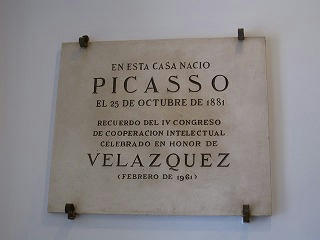 EN ESTA CASA NACIO
PICASSO
EL 25 DE OCTUBRE DE 1881
RECUERDO DEL IV CONGRESO
DE COOPERACION INTELECTUAL
CELEBRADO EN HONOR DE
VELAZQUEZ
(FEBRERO DE 1961)